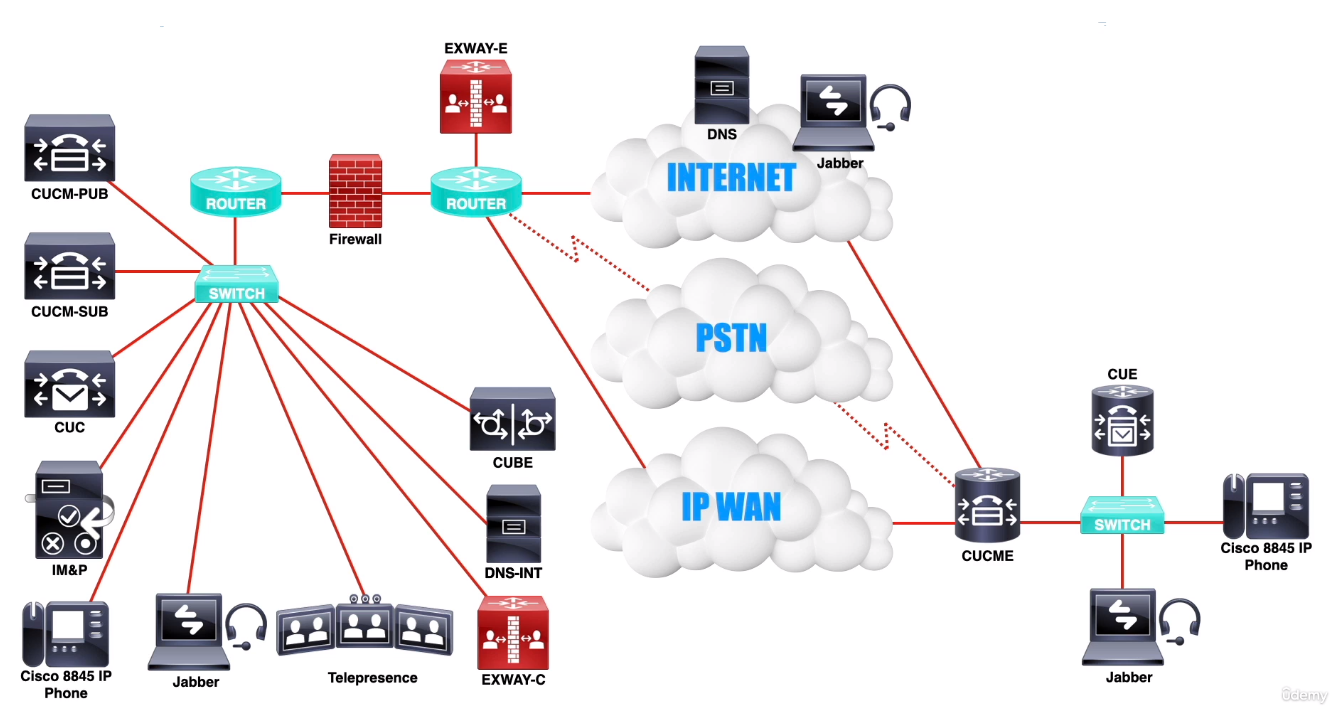 EXWAY-E
DNS
Jabber
INTERNET
CUCM-PUB
ROUTER
Firewall
ROUTER
CUCM-SUB
SWITCH
PSTN
CUC
CUBE
CUE
IP WAN
CUCME
SWITCH
Cisco 8845 IP
Phone
IM&P
DNS-INT
Cisco 8845 IP
Phone
Jabber
Telepresence
EXWAY-C
Jabber
ûdemy